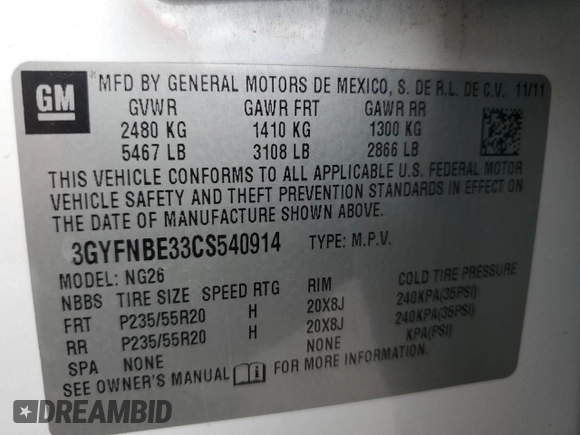 GM
MFD BY GENERAL MOTORS DE MEXICO, S. DE R.L. DE C.V. 11/11
GVWR GAWR FRT GAWR RR
2480 KG 1410 KG 1300 KG
5467 LB 3108 LB 2866 LB
THIS VEHICLE CONFORMS TO ALL APPLICABLE U.S. FEDERAL MOTOR
VEHICLE SAFETY AND THEFT PREVENTION STANDARDS IN EFFECT ON
THE DATE OF MANUFACTURE SHOWN ABOVE.
3GYFNBE33CS540914 TYPE: M.P.V.
MODEL: NG26
NBBS TIRE SIZE SPEED RTG RIM COLD TIRE PRESSURE
FRT P235/55R20 H 20X8J 240KPA(35PSI)
RR P235/55R20 H 20X8J 240KPA(35PSI)
SPA NONE NONE KPA(PSI)
SEE OWNER'S MANUAL i FOR MORE INFORMATION.
DREAMBID